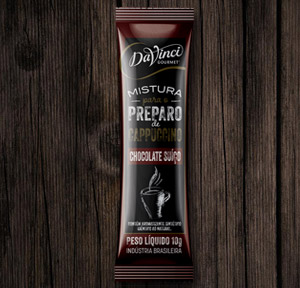 DaVinci
GOURMET
MISTURA
para o
PREPARO
de
CAPPUCCINO
CHOCOLATE SUÍÇO
PESO LÍQUIDO 10g
INDÚSTRIA BRASILEIRA